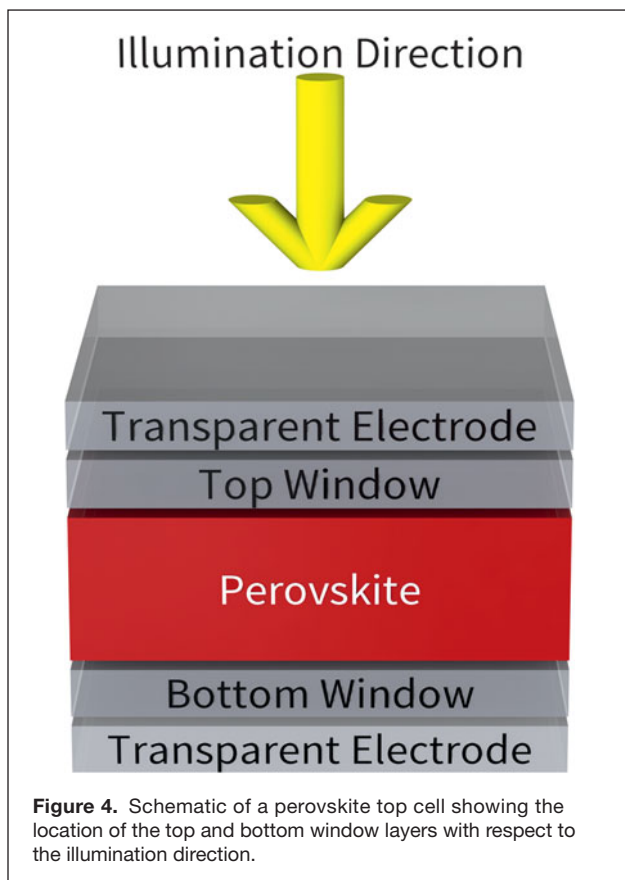 Illumination Direction
Transparent Electrode
Top Window
Perovskite
Bottom Window
Transparent Electrode
Figure 4. Schematic of a perovskite top cell showing the
location of the top and bottom window layers with respect to
the illumination direction.